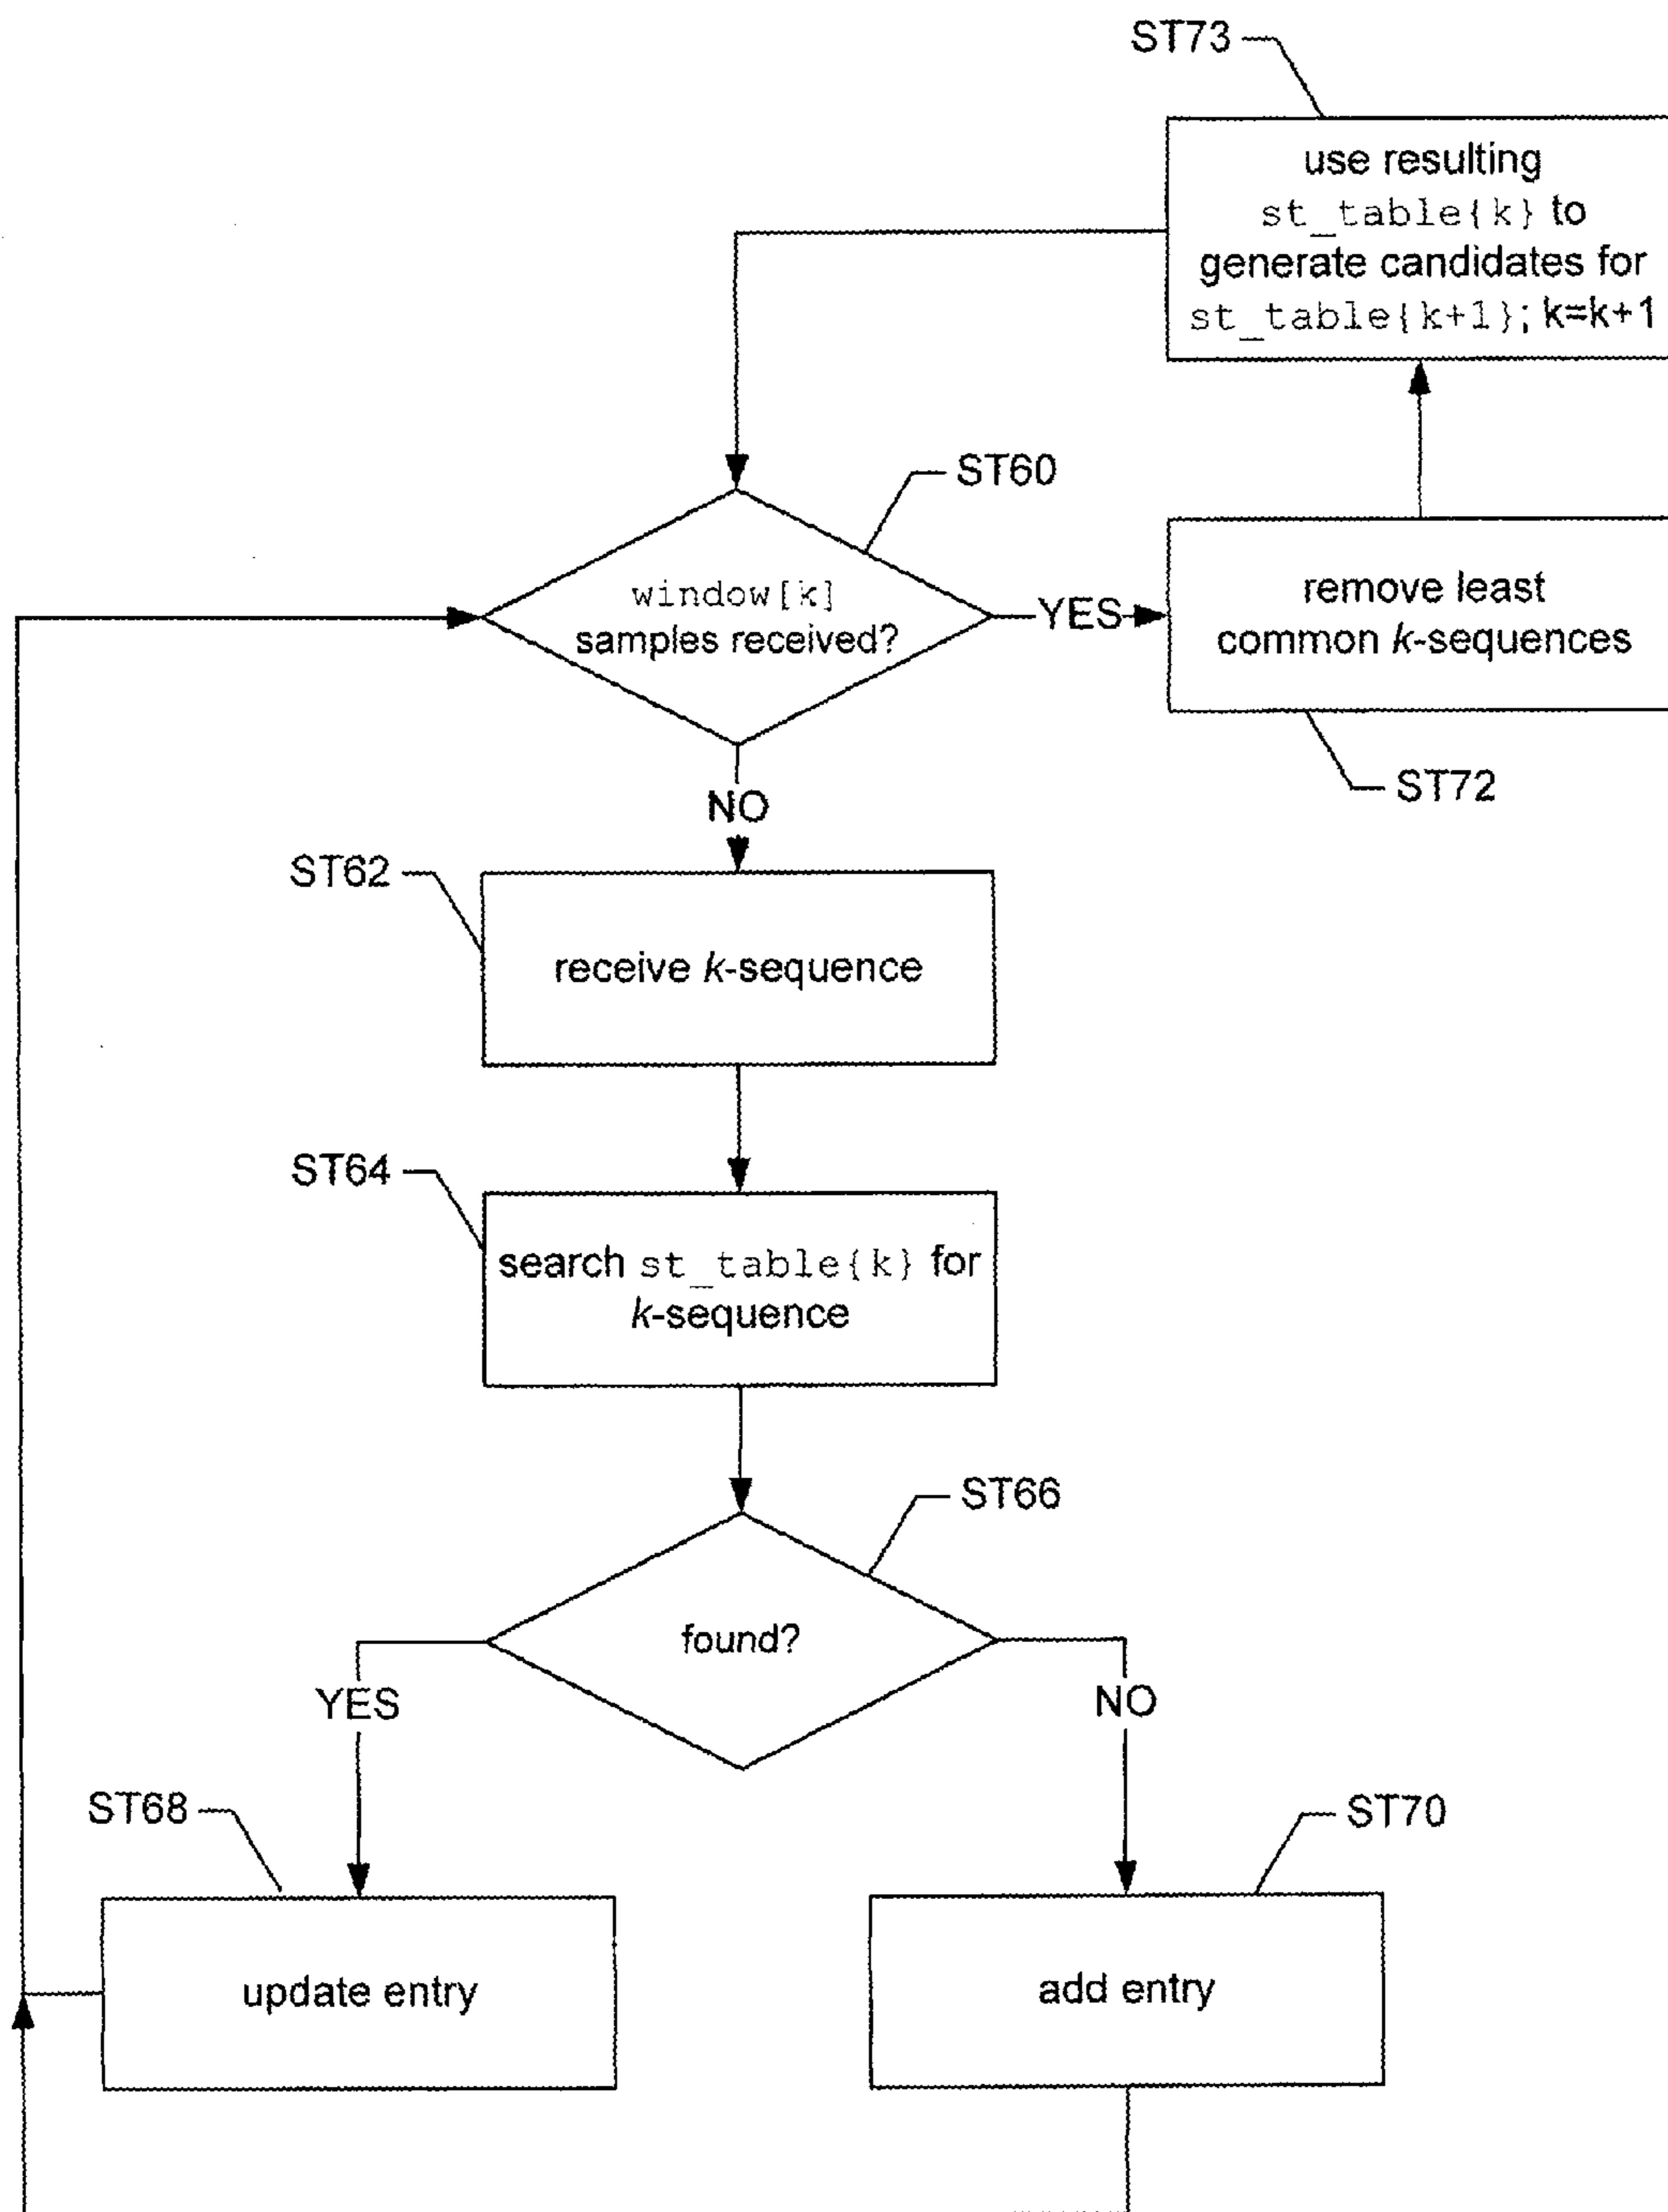 ST73
use resulting
st_table{k} to
generate candidates for
st_table{k+1}; k=k+1
ST60
window[k]
samples received?
YES
remove least
common k-sequences
ST72
NO
ST62
receive k-sequence
ST64
search st_table{k} for
k-sequence
ST66
found?
YES
NO
ST68
ST70
update entry
add entry